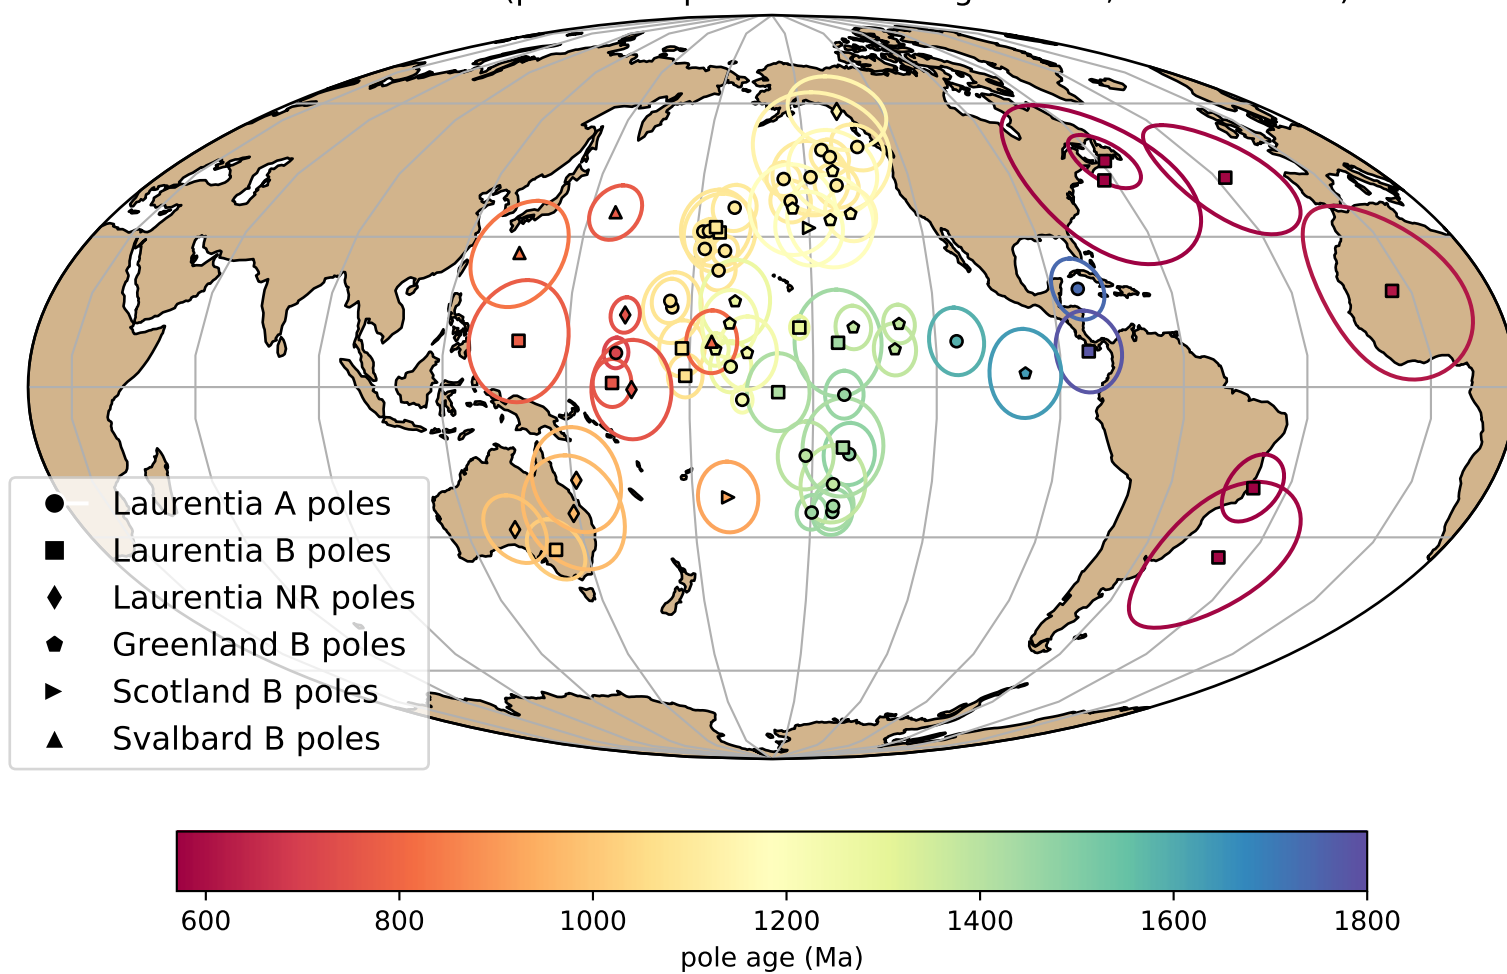 Laurentia A poles
Laurentia B poles
Laurentia NR poles
Greenland B poles
Scotland B poles
Svalbard B poles
600 800 1000 1200 1400 1600 1800
pole age (Ma)